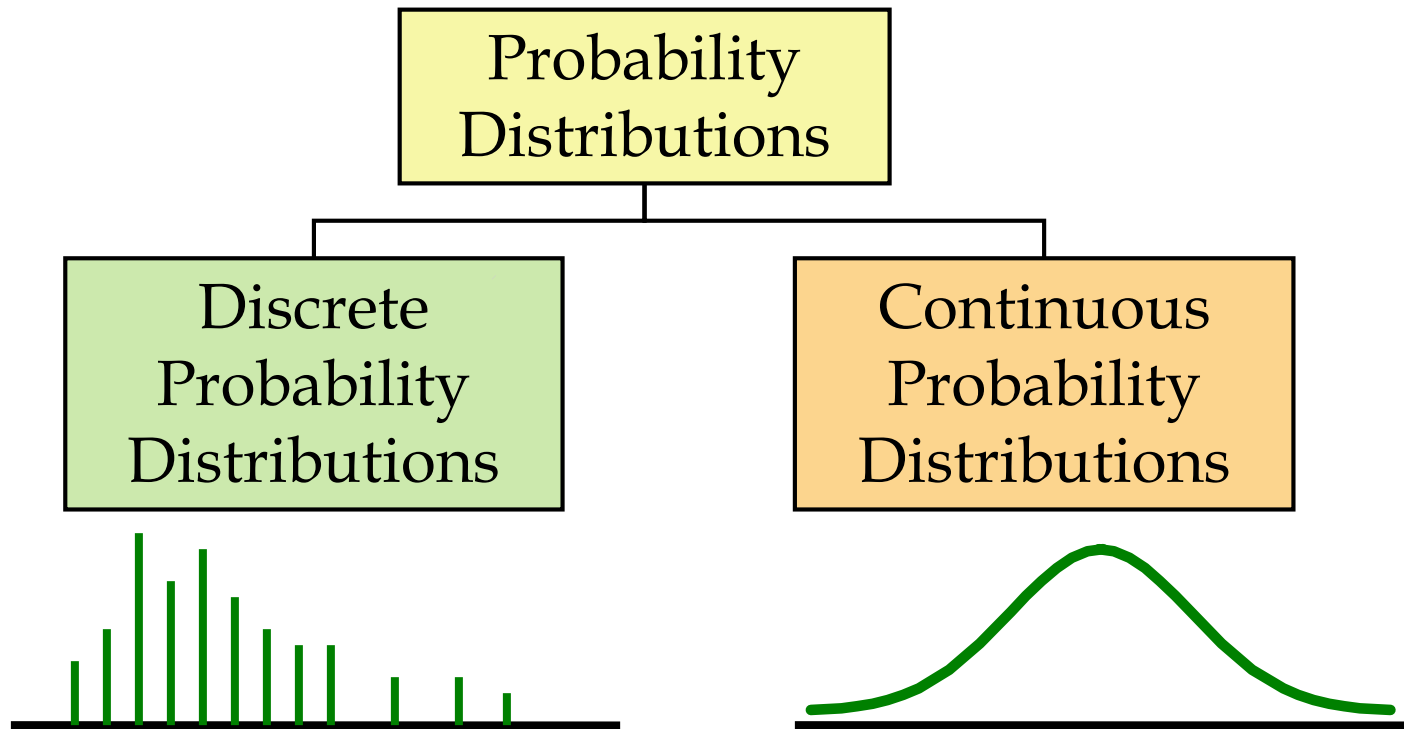 Probability
Distributions
Discrete
Probability
Distributions
Continuous
Probability
Distributions